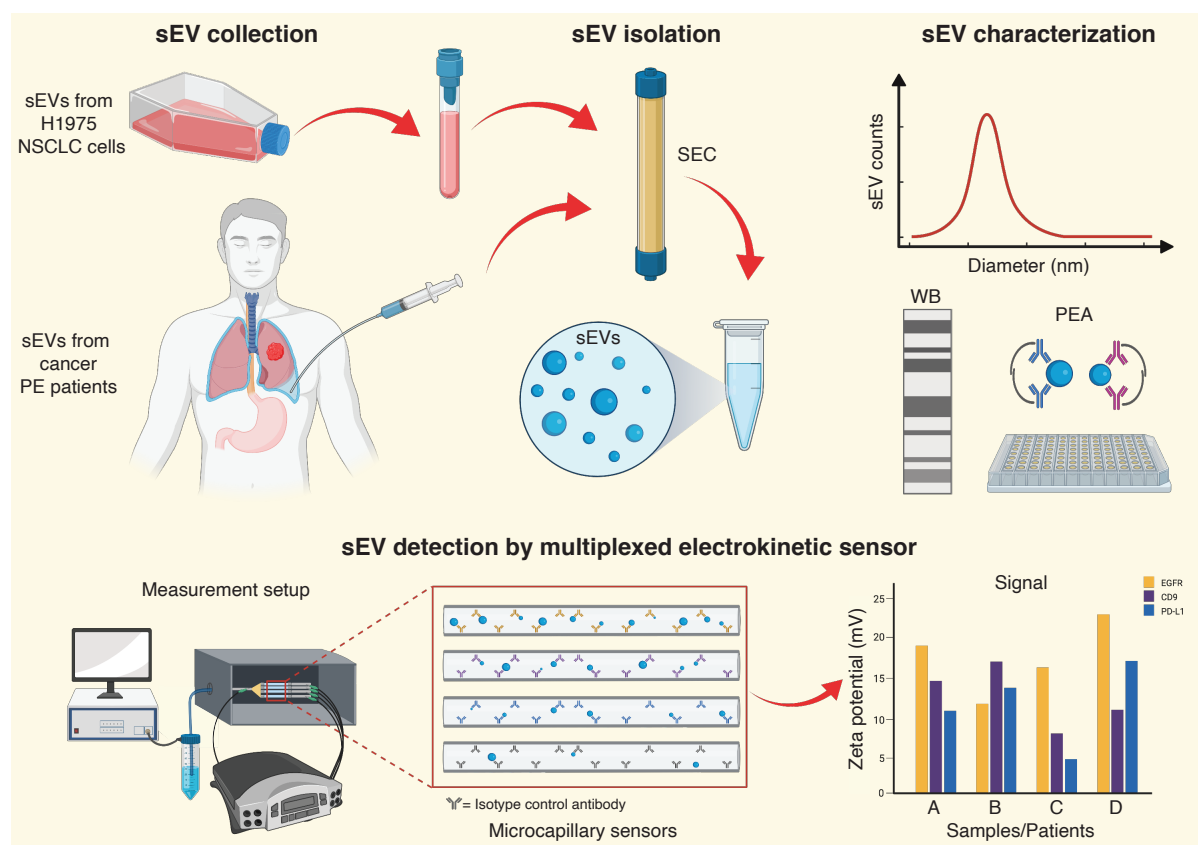 sEV collection
sEV isolation
sEV characterization
sEVs from
H1975
NSCLC cells
SEC
sEV counts
Diameter (nm)
sEVs from
cancer
PE patients
sEVs
WB
PEA
sEV detection by multiplexed electrokinetic sensor
Measurement setup
Y= Isotype control antibody
Microcapillary sensors
Signal
EGFR
CD9
PD-L1
Zeta potential (mV)
25
20
15
10
5
0
A B C D
Samples/Patients